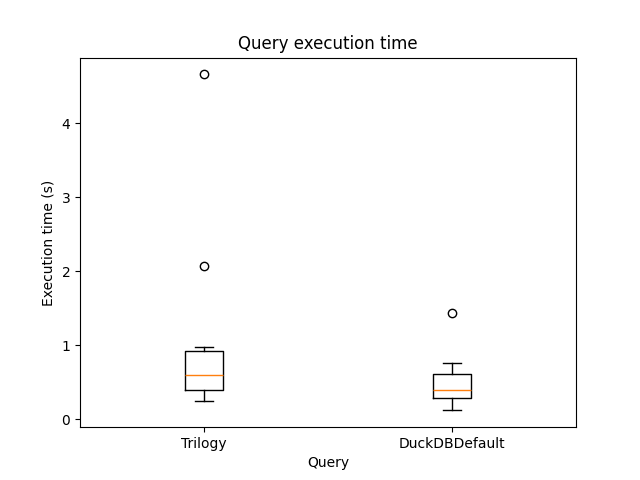 Query execution time
Execution time (s)
4
3
2
1
0
Trilogy
DuckDBDefault
Query